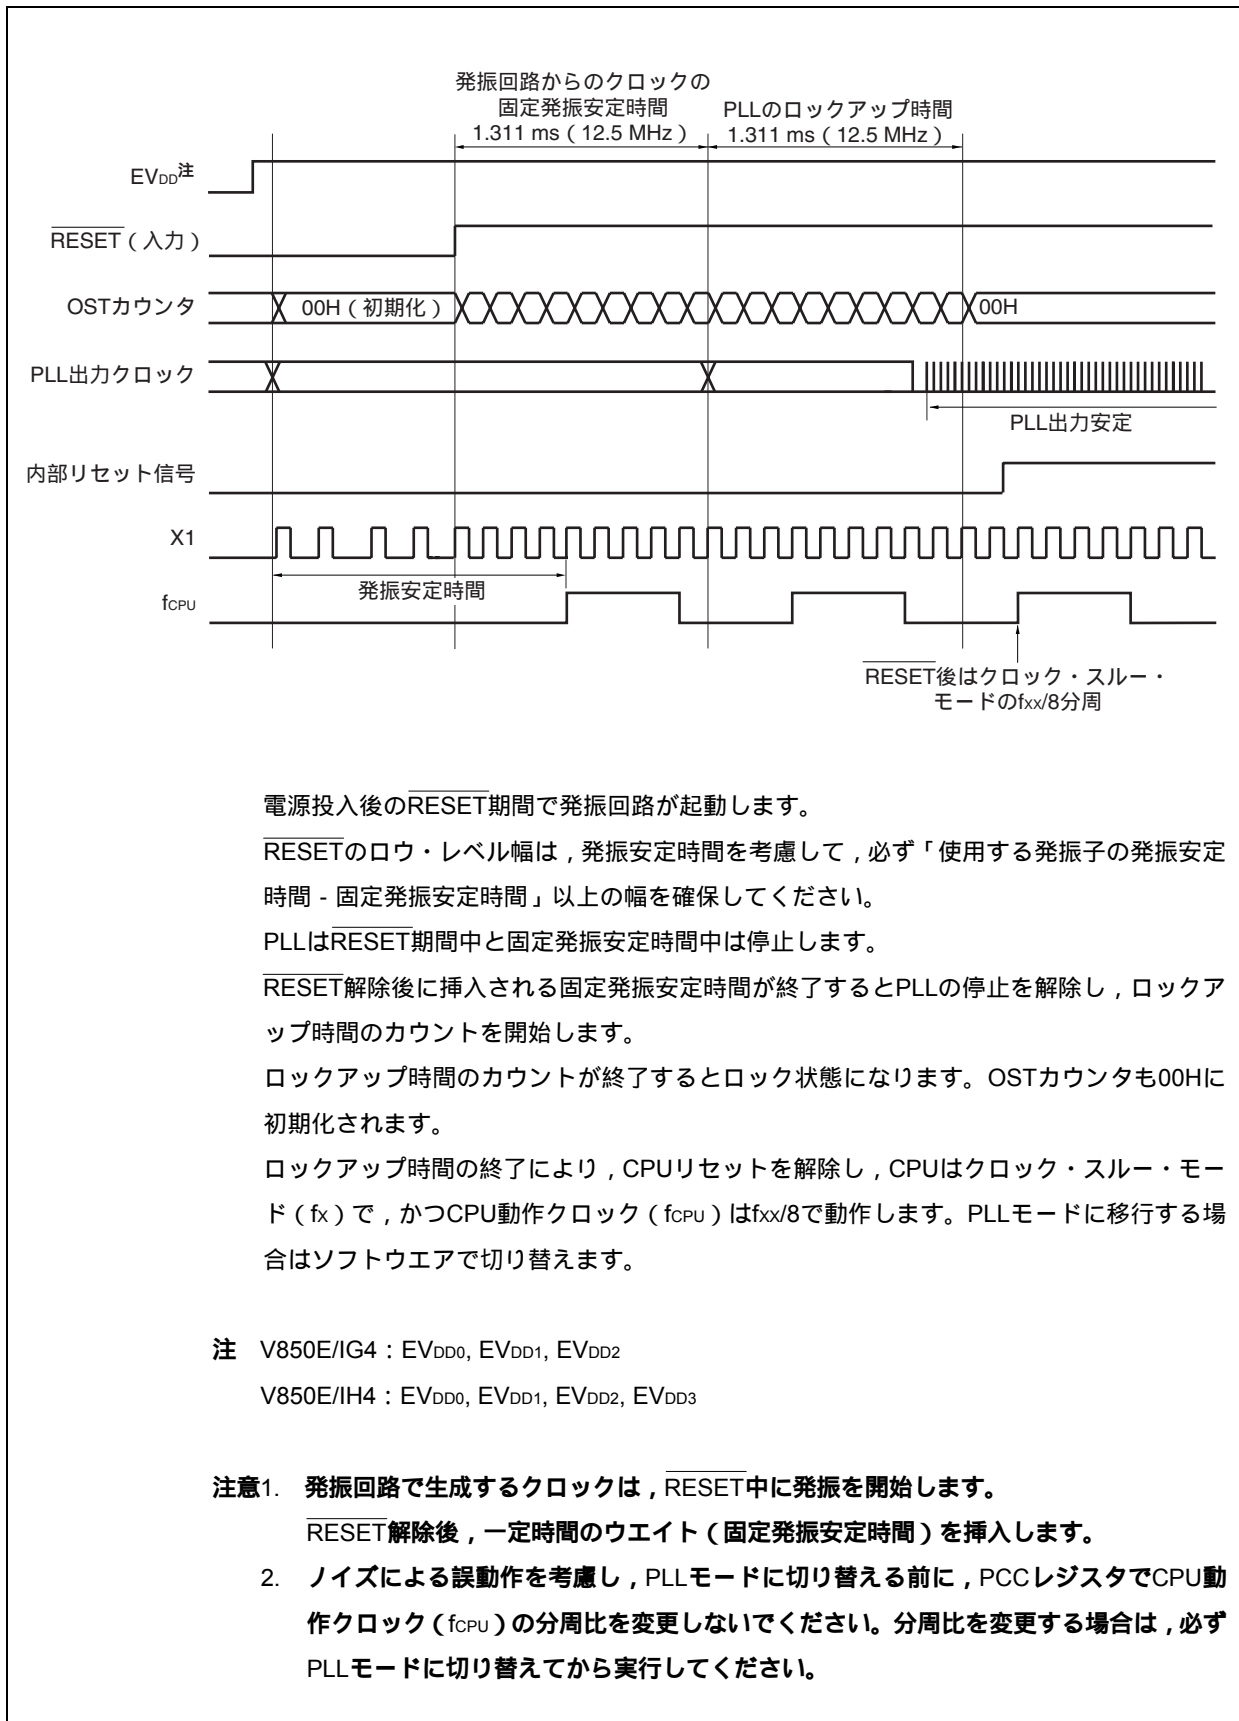 発振回路からのクロックの
固定発振安定時間
1.311 ms（12.5 MHz）
PLLのロックアップ時間
1.311 ms（12.5 MHz）
EVDD注
RESET（入力）
OSTカウンタ
00H（初期化）
00H
PLL出力クロック
PLL出力安定
内部リセット信号
X1
発振安定時間
fCPU
RESET後はクロック・スルー・
モードのfXX/8分周
電源投入後のRESET期間で発振回路が起動します。
RESETのロウ・レベル幅は，発振安定時間を考慮して，必ず「使用する発振子の発振安定
時間 - 固定発振安定時間」以上の幅を確保してください。
PLLはRESET期間中と固定発振安定時間中は停止します。
RESET解除後に挿入される固定発振安定時間が終了するとPLLの停止を解除し，ロックア
ップ時間のカウントを開始します。
ロックアップ時間のカウントが終了するとロック状態になります。OSTカウンタも00Hに
初期化されます。
ロックアップ時間の終了により，CPUリセットを解除し，CPUはクロック・スルー・モー
ド（fX）で，かつCPU動作クロック（fCPU）はfXX/8で動作します。PLLモードに移行する場
合はソフトウエアで切り替えます。
注 V850E/IG4：EVDD0, EVDD1, EVDD2
V850E/IH4：EVDD0, EVDD1, EVDD2, EVDD3
注意1. 発振回路で生成するクロックは，RESET中に発振を開始します。
RESET解除後，一定時間のウエイト（固定発振安定時間）を挿入します。
2. ノイズによる誤動作を考慮し，PLLモードに切り替える前に，PCCレジスタでCPU動
作クロック（fCPU）の分周比を変更しないでください。分周比を変更する場合は，必ず
PLLモードに切り替えてから実行してください。